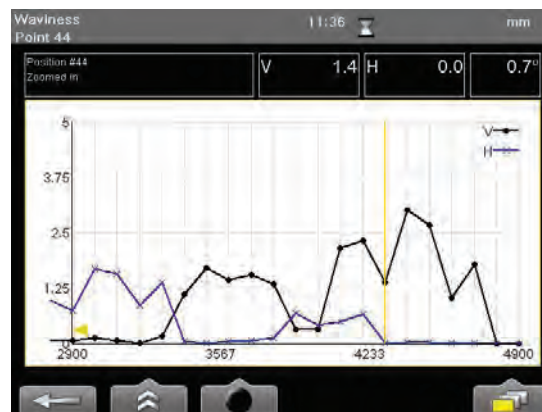 Waviness 11:36 mm
Point 44
Position #44
Zoomed in
V 1.4 H 0.0 0.7°
5
V
H
3.75
2.5
1.25
0
2900 3567 4233 4900